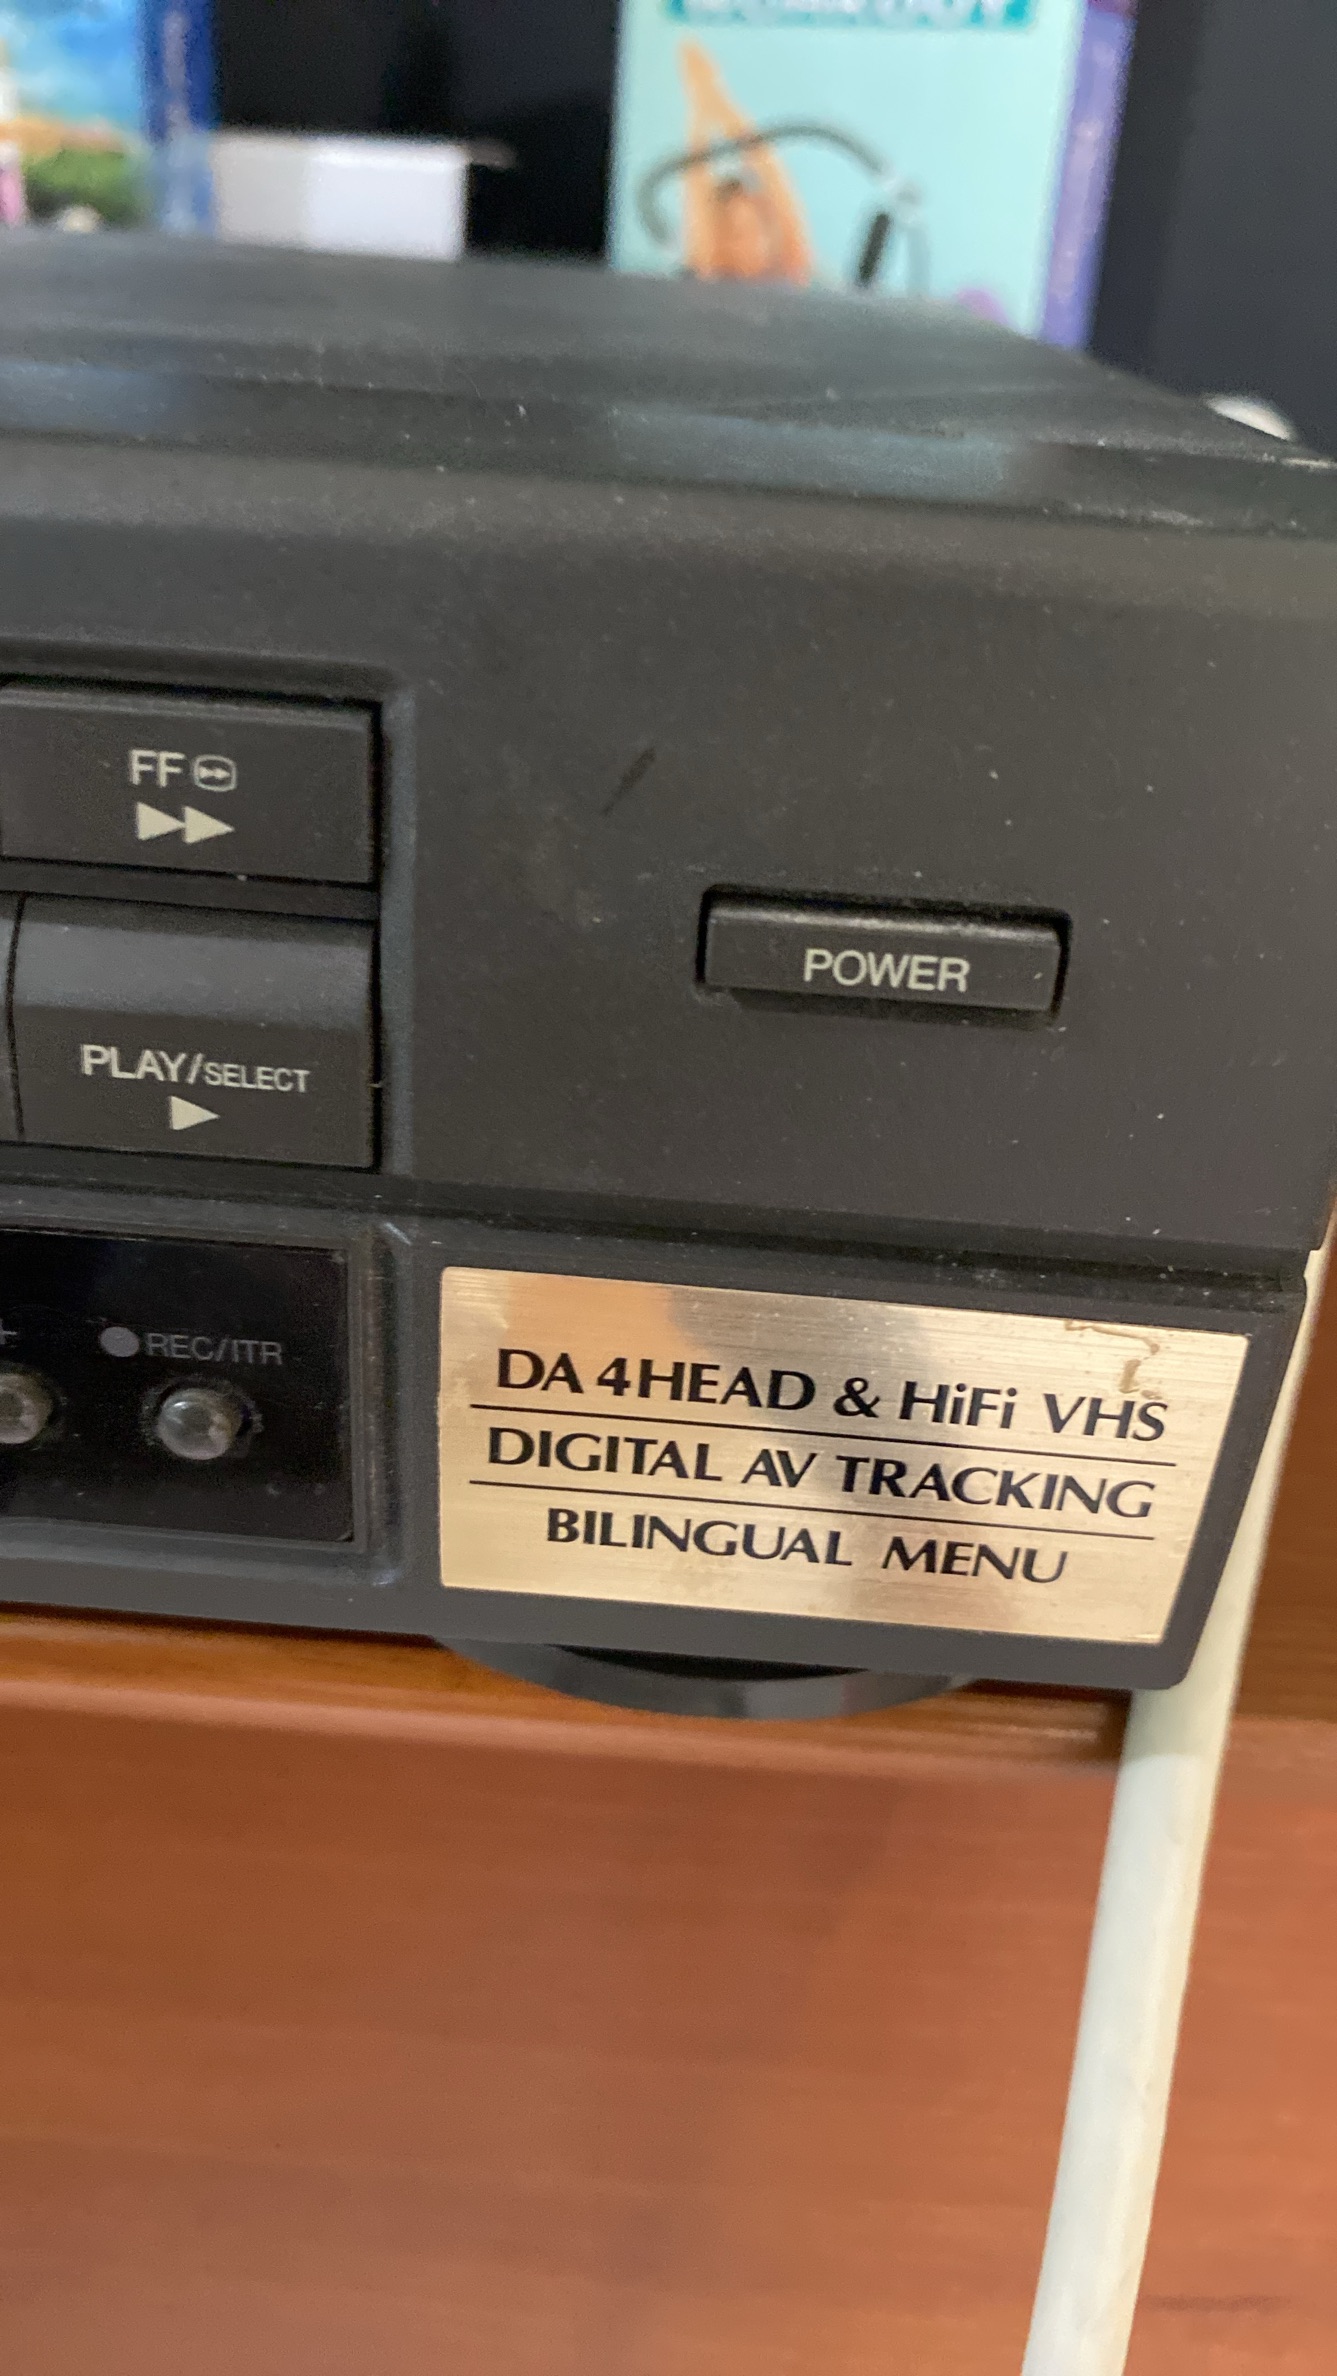 FF
PLAY/SELECT
POWER
REC/ITR
DA 4HEAD & HiFi VHS
DIGITAL AV TRACKING
BILINGUAL MENU